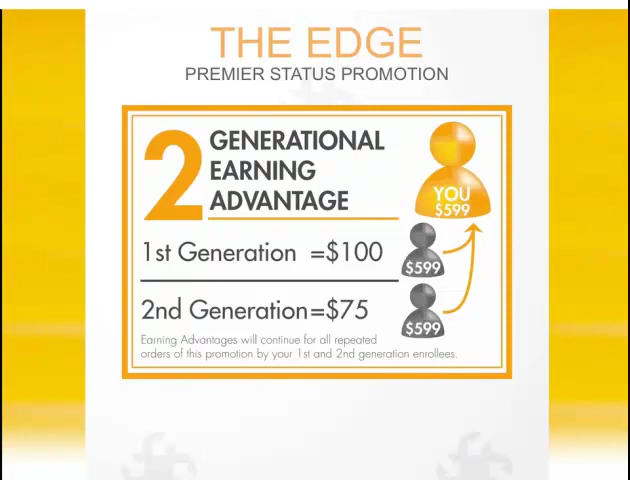 THE EDGE
PREMIER STATUS PROMOTION
2 GENERATIONAL
EARNING
ADVANTAGE
YOU
$599
1st Generation =$100
$599
2nd Generation=$75
$599
Earning Advantages will continue for all repeated
orders of this promotion by your 1st and 2nd generation enrollees.